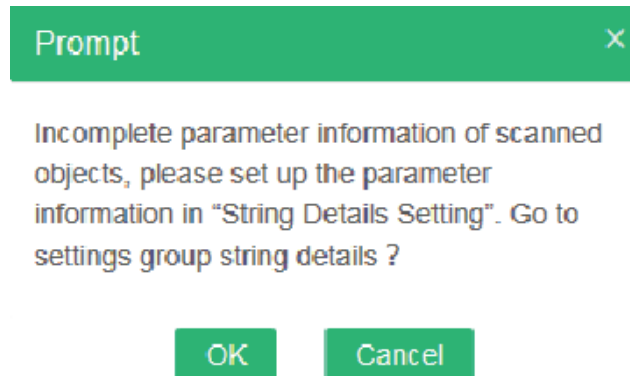 Prompt ×
Incomplete parameter information of scanned
objects, please set up the parameter
information in “String Details Setting”. Go to
settings group string details ?
OK Cancel